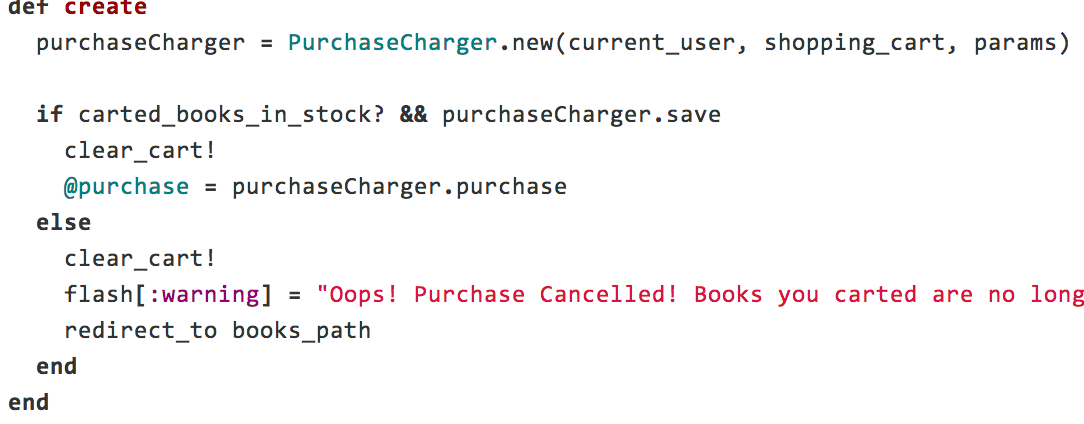 def create
  purchaseCharger = PurchaseCharger.new(current_user, shopping_cart, params)
  if carted_books_in_stock? && purchaseCharger.save
    clear_cart!
    @purchase = purchaseCharger.purchase
  else
    clear_cart!
    flash[:warning] = "Oops! Purchase Cancelled! Books you carted are no long
    redirect_to books_path
  end
end